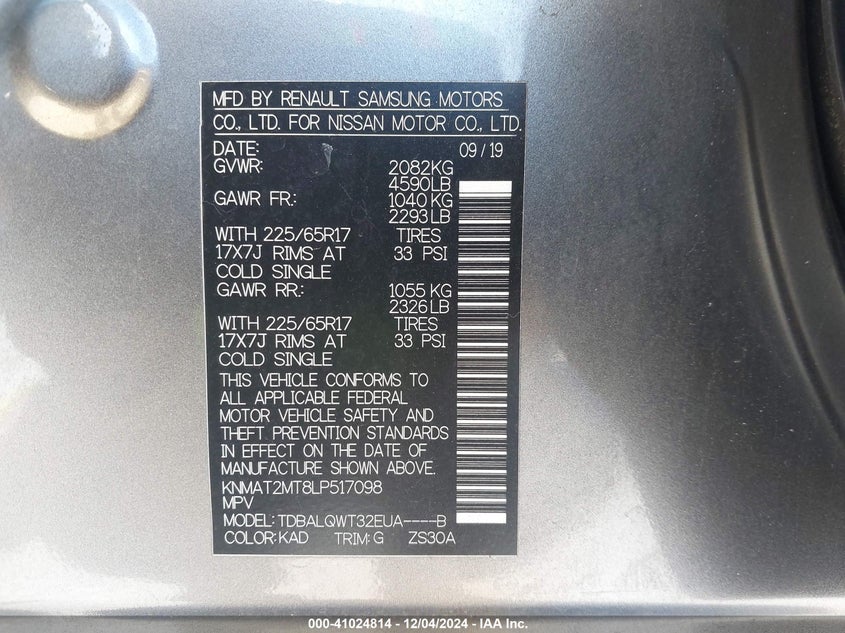 MFD BY RENAULT SAMSUNG MOTORS
CO., LTD. FOR NISSAN MOTOR CO., LTD.
DATE: 09/19
GVWR: 2082KG
4590LB
GAWR FR.: 1040 KG
2293 LB
WITH 225/65R17 TIRES
17X7J RIMS AT 33 PSI
COLD SINGLE
GAWR RR.: 1055 KG
2326LB
WITH 225/65R17 TIRES
17X7J RIMS AT 33 PSI
COLD SINGLE
THIS VEHICLE CONFORMS TO
ALL APPLICABLE FEDERAL
MOTOR VEHICLE SAFETY AND
THEFT PREVENTION STANDARDS
IN EFFECT ON THE DATE OF
MANUFACTURE SHOWN ABOVE.
KNMAT2MT8LP517098
MPV
MODEL: TDBALQWT32EUA----B
COLOR: KAD TRIM: G ZS30A
000-41024814 - 12/04/2024 - IAA Inc.